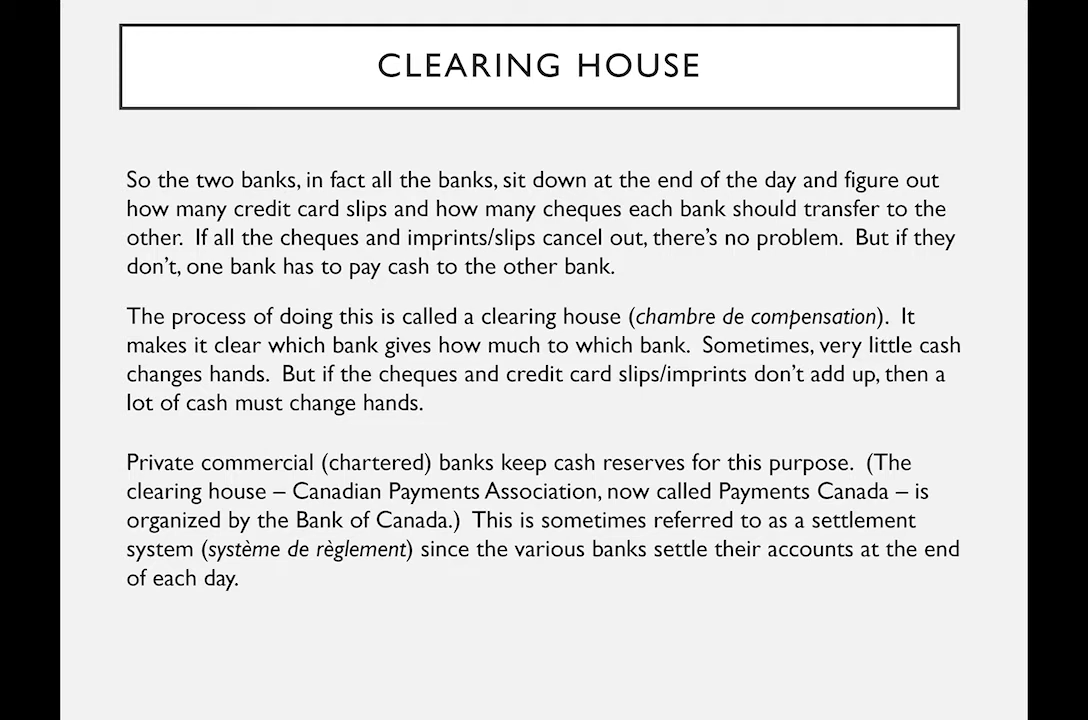 CLEARING HOUSE
So the two banks, in fact all the banks, sit down at the end of the day and figure out
how many credit card slips and how many cheques each bank should transfer to the
other.  If all the cheques and imprints/slips cancel out, there’s no problem.  But if they
don’t, one bank has to pay cash to the other bank.
The process of doing this is called a clearing house (chambre de compensation).  It
makes it clear which bank gives how much to which bank.  Sometimes, very little cash
changes hands.  But if the cheques and credit card slips/imprints don’t add up, then a
lot of cash must change hands.
Private commercial (chartered) banks keep cash reserves for this purpose.  (The
clearing house – Canadian Payments Association, now called Payments Canada – is
organized by the Bank of Canada.)  This is sometimes referred to as a settlement
system (système de règlement) since the various banks settle their accounts at the end
of each day.